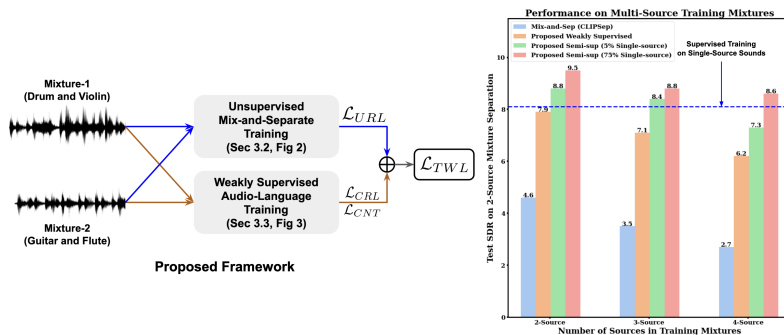 Mixture-1
(Drum and Violin)
Mixture-2
(Guitar and Flute)
Unsupervised
Mix-and-Separate
Training
(Sec 3.2, Fig 2)
Weakly Supervised
Audio-Language
Training
(Sec 3.3, Fig 3)
ℒ_URL
ℒ_CRL
ℒ_CNT
ℒ_TWL
Proposed Framework
Performance on Multi-Source Training Mixtures
Mix-and-Sep (CLIPSep)
Proposed Weakly Supervised
Proposed Semi-sup (5% Single-source)
Proposed Semi-sup (75% Single-source)
Supervised Training
on Single-Source Sounds
Test SDR on 2-Source Mixture Separation
10
8
6
4
2
0
4.6
7.9
8.8
9.5
3.5
7.1
8.4
8.8
2.7
6.2
7.3
8.6
2-Source
3-Source
4-Source
Number of Sources in Training Mixtures